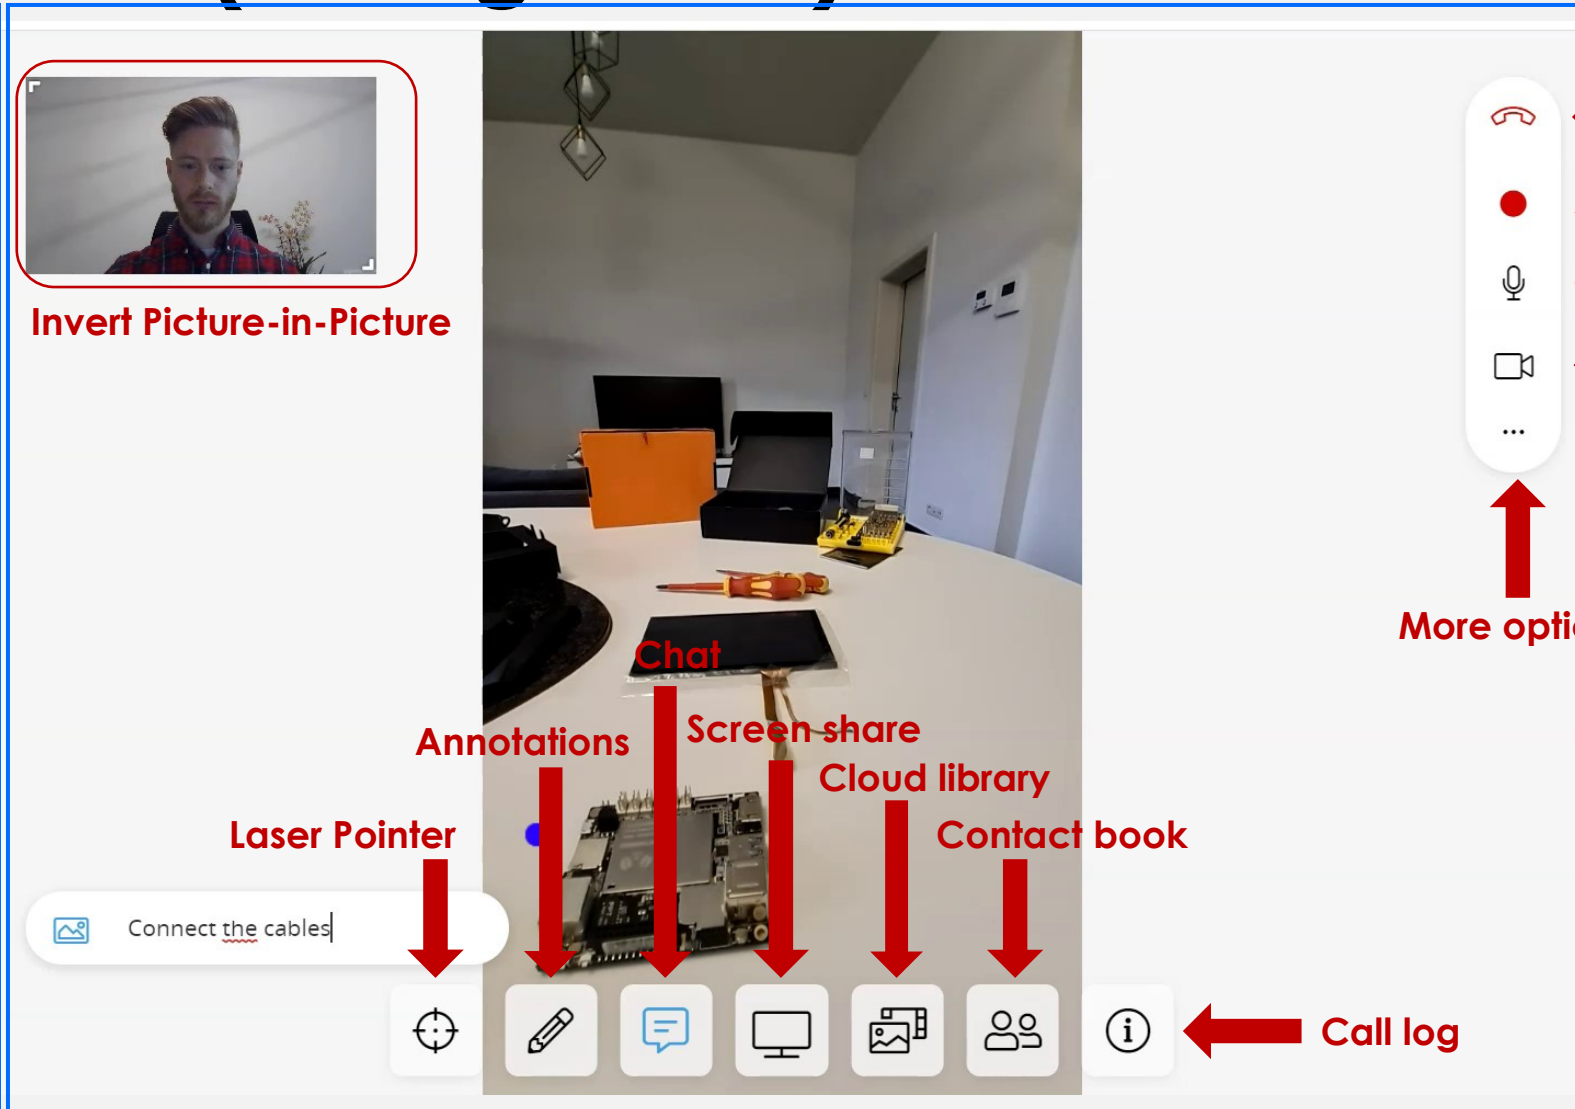 Invert Picture-in-Picture
More optio
Chat
Screen share
Annotations
Cloud library
Laser Pointer
Contact book
Connect the cables
Call log